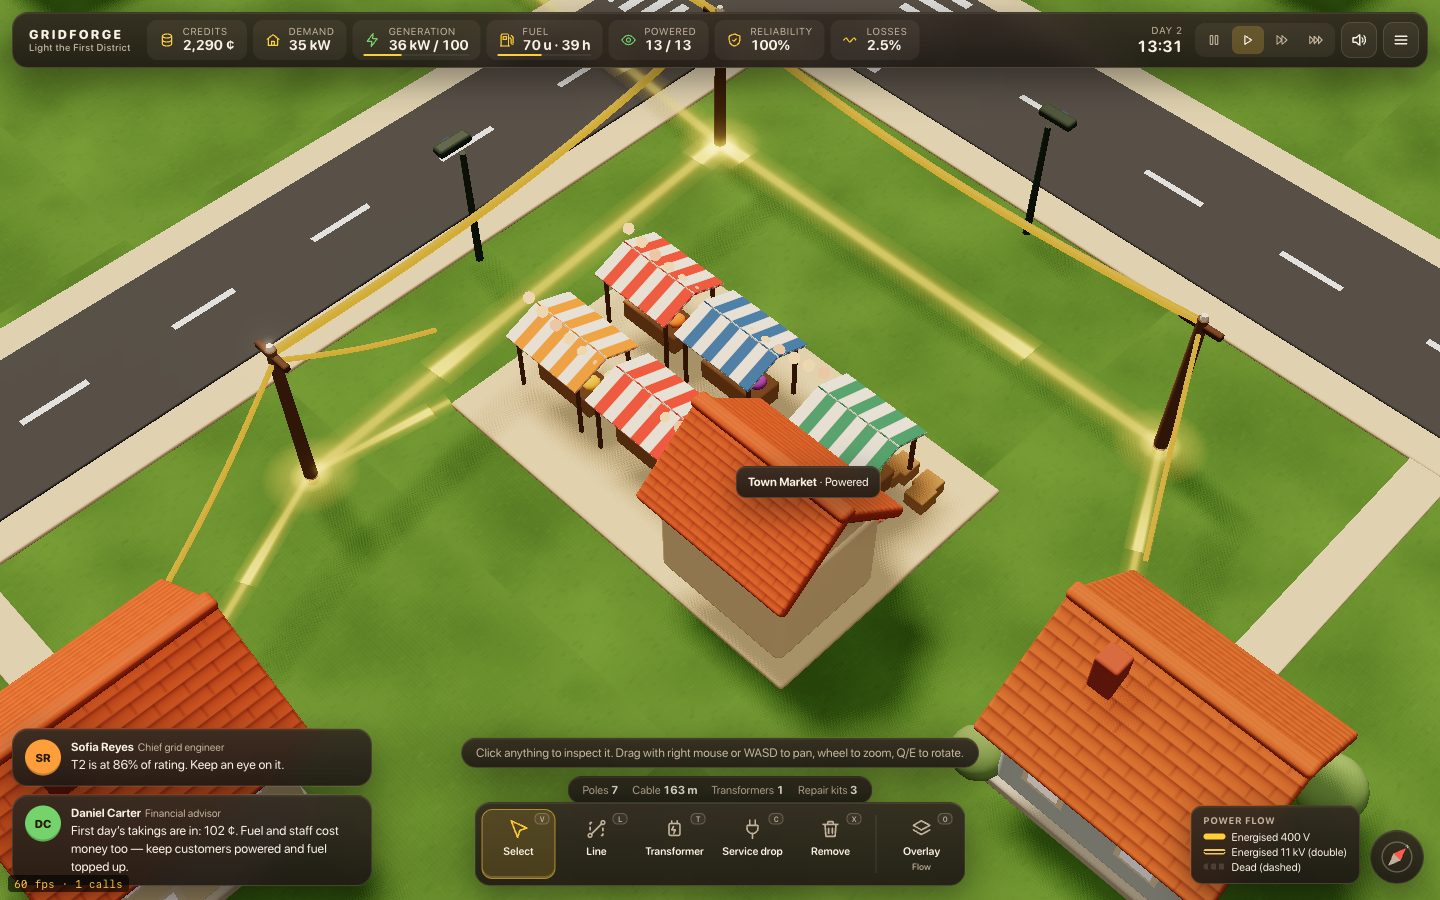 GRIDFORGE
Light the First District
CREDITS
2,290 ¢
DEMAND
35 kW
GENERATION
36 kW / 100
FUEL
70 u · 39 h
POWERED
13 / 13
RELIABILITY
100%
LOSSES
2.5%
DAY 2
13:31
Town Market · Powered
SR
Sofia Reyes Chief grid engineer
T2 is at 86% of rating. Keep an eye on it.
DC
Daniel Carter Financial advisor
First day's takings are in: 102 ¢. Fuel and staff cost
money too — keep customers powered and fuel
topped up.
60 fps · 1 calls
Click anything to inspect it. Drag with right mouse or WASD to pan, wheel to zoom, Q/E to rotate.
Poles 7 Cable 163 m Transformers 1 Repair kits 3
V
Select
L
Line
T
Transformer
C
Service drop
X
Remove
O
Overlay
Flow
POWER FLOW
Energised 400 V
Energised 11 kV (double)
Dead (dashed)